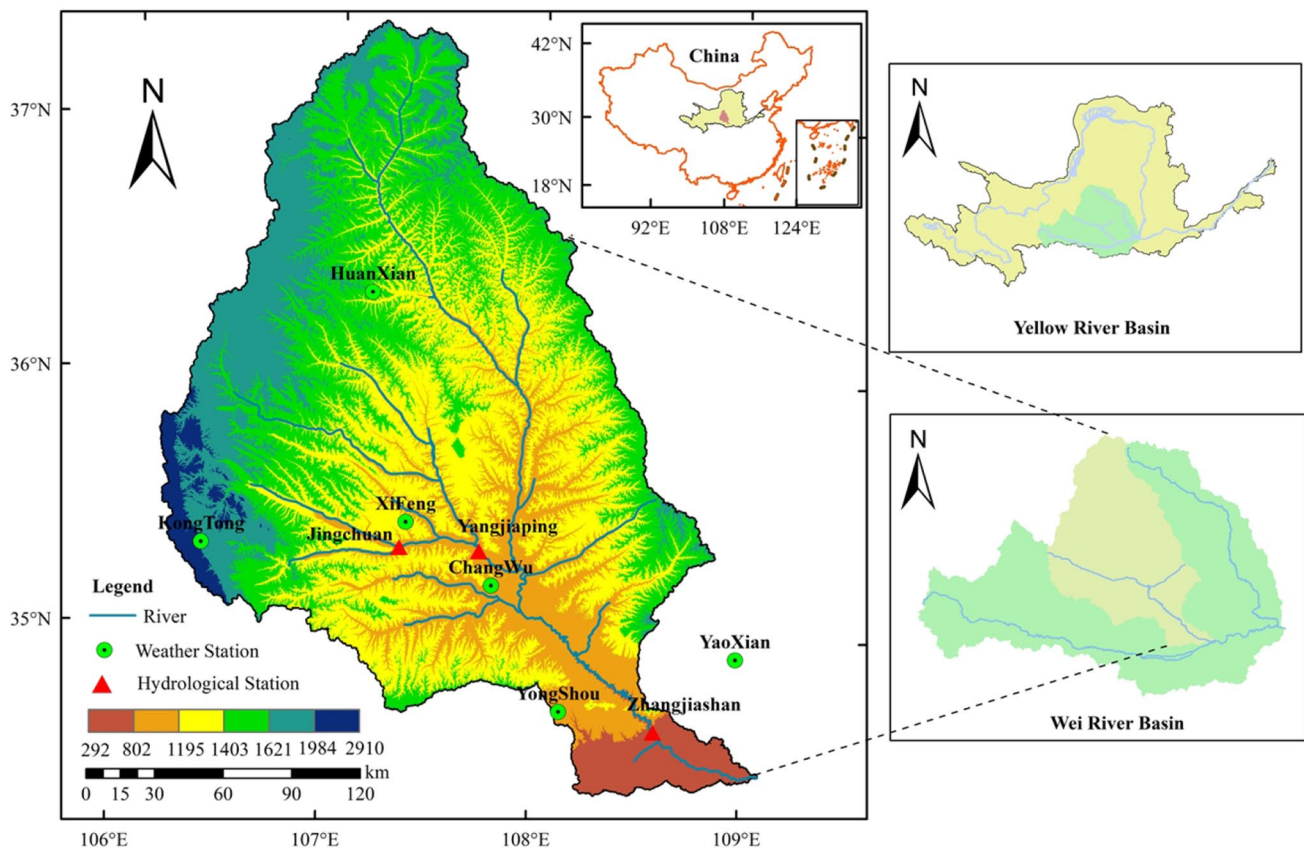 42°N
China
N
37°N
30°N
N
18°N
92°E 108°E 124°E
HuanXian
Yellow River Basin
36°N
N
XiFeng
KongTong
Jingchuan
Yangjiaping
ChangWu
Legend
River
35°N
Weather Station
YaoXian
Hydrological Station
YongShou
Zhangjiashan
Wei River Basin
292 802 1195 1403 1621 1984 2910
km
0 15 30 60 90 120
106°E 107°E 108°E 109°E